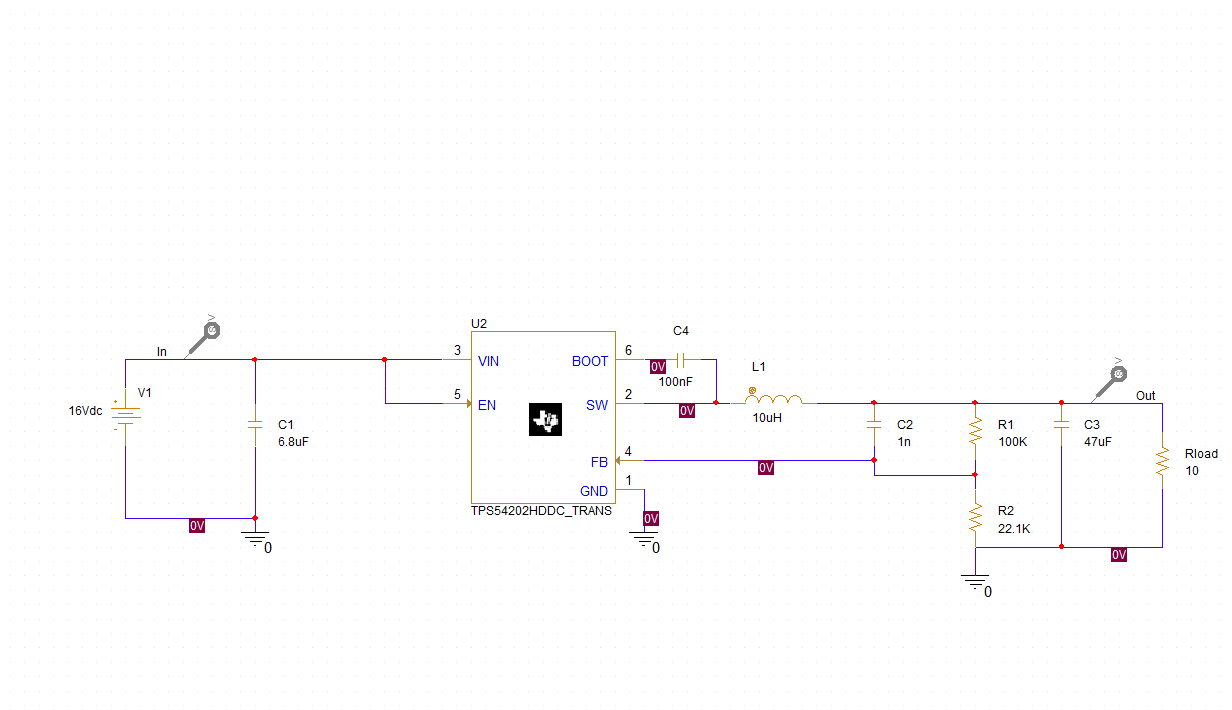 V
In
V1
16Vdc
+
-
C1
6.8uF
0V
0
U2
3
VIN
5
EN
BOOT
6
SW
2
FB
4
GND
1
TPS54202HDDC_TRANS
0V
0
C4
0V
100nF
0V
L1
10uH
0V
C2
1n
R1
100K
R2
22.1K
0
C3
47uF
V
Out
Rload
10
0V